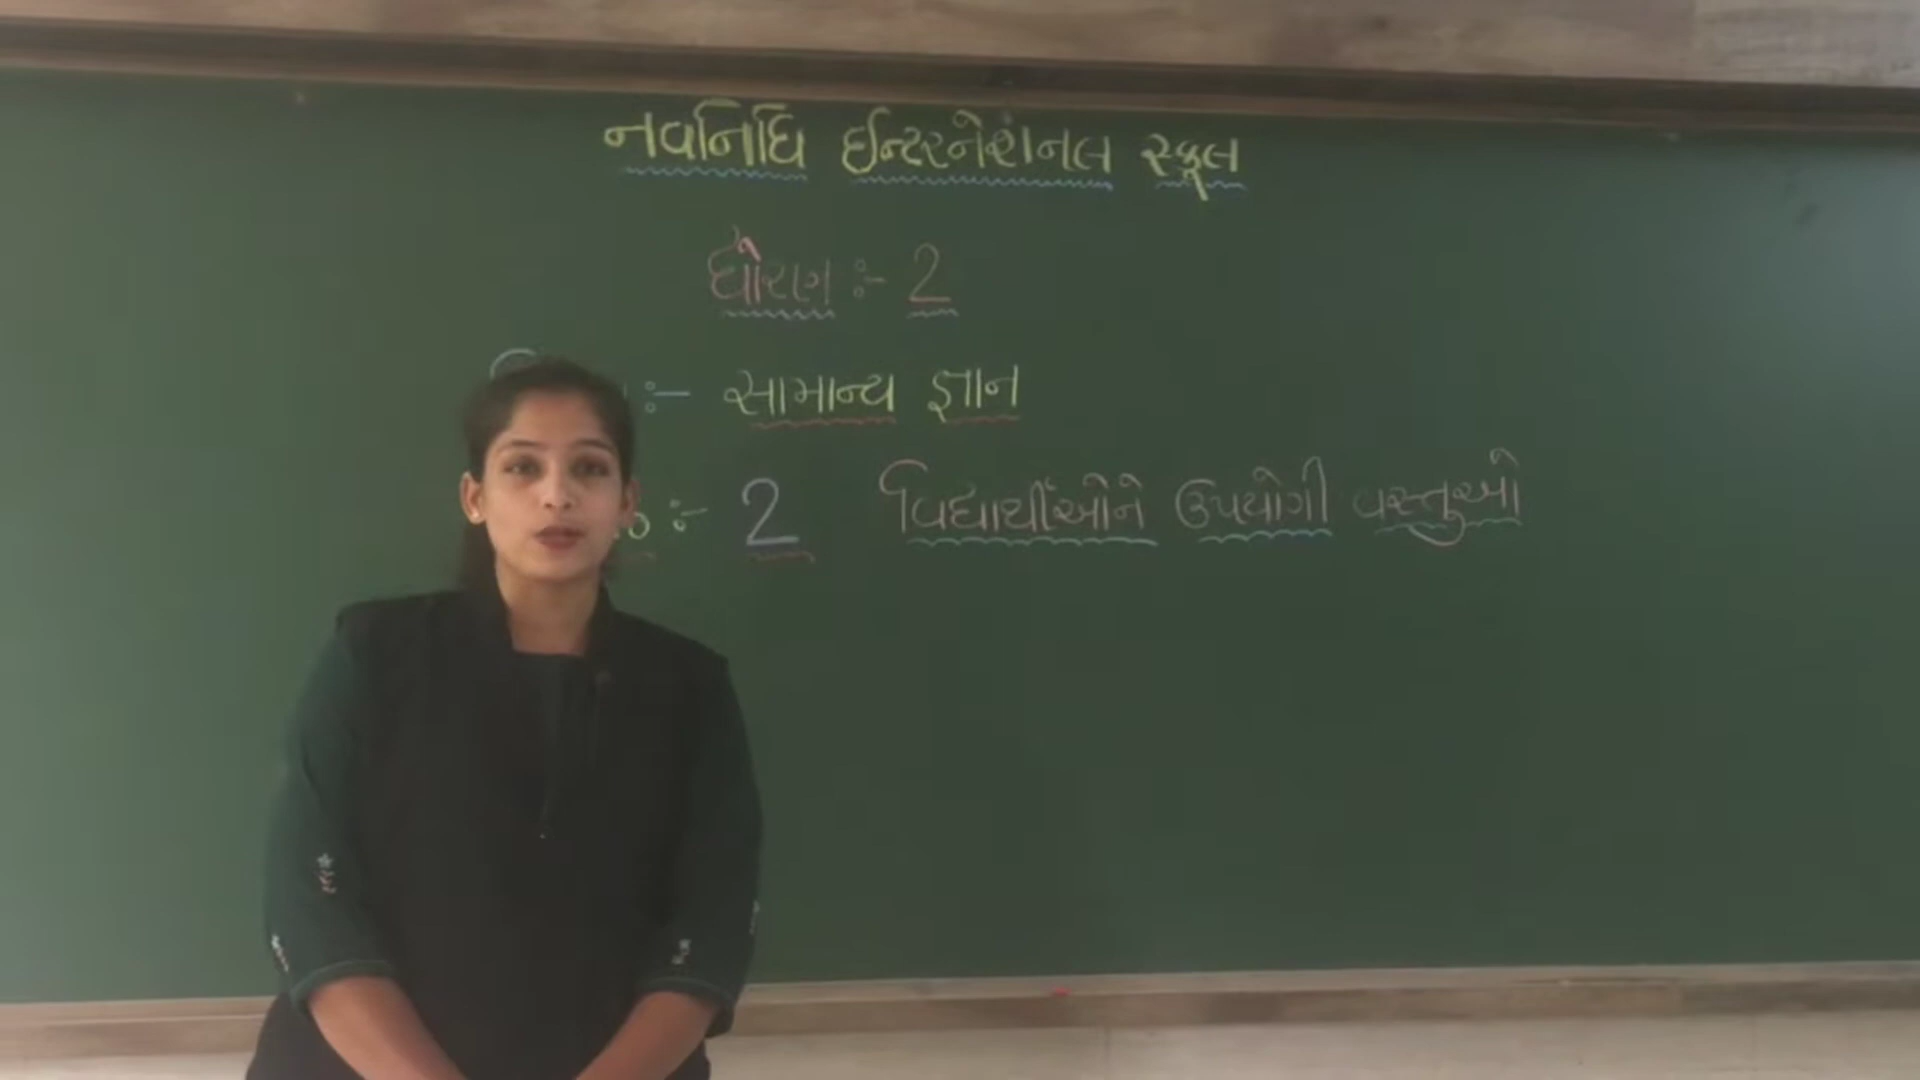 નવનિધિ ઈન્ટરનેશનલ સ્કૂલ
ધોરણ :- 2
:- સામાન્ય જ્ઞાન
:- 2 વિદ્યાર્થીઓને ઉપયોગી વસ્તુઓ